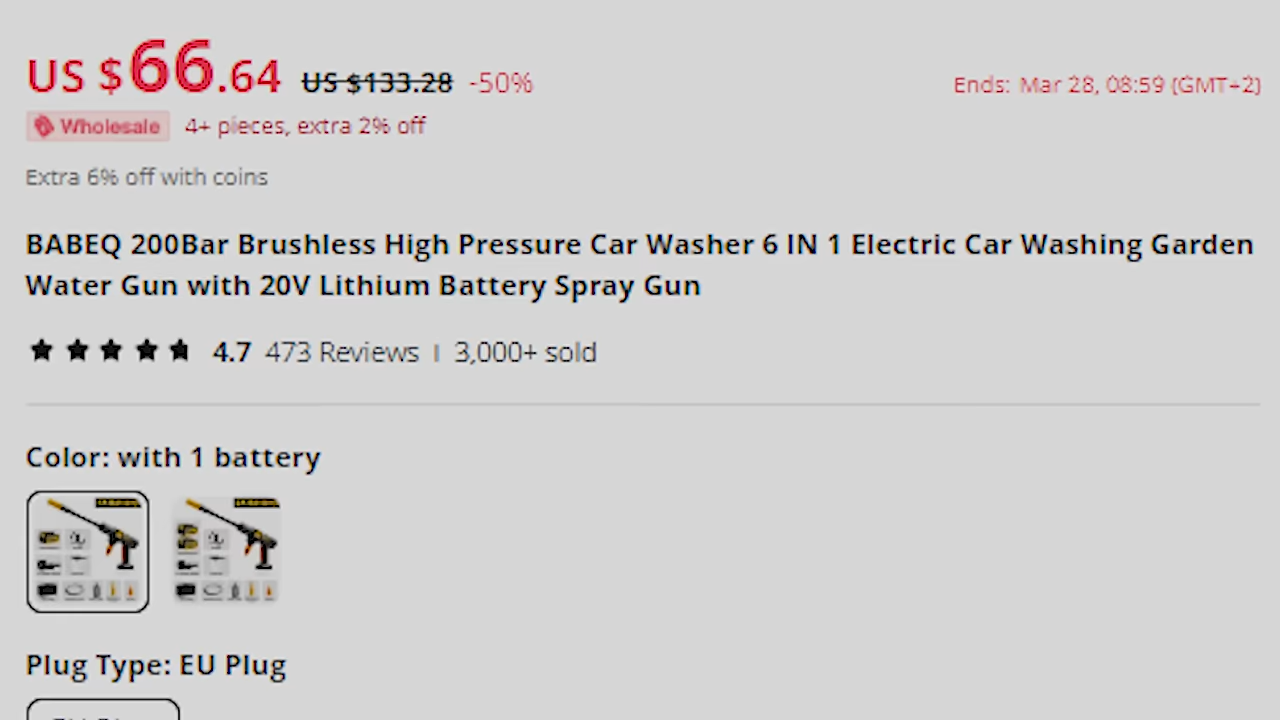 US $66.64 US $133.28 -50% Ends: Mar 28, 08:59 (GMT+2)
Wholesale 4+ pieces, extra 2% off
Extra 6% off with coins
BABEQ 200Bar Brushless High Pressure Car Washer 6 IN 1 Electric Car Washing Garden
Water Gun with 20V Lithium Battery Spray Gun
4.7 473 Reviews | 3,000+ sold
Color: with 1 battery
Plug Type: EU Plug